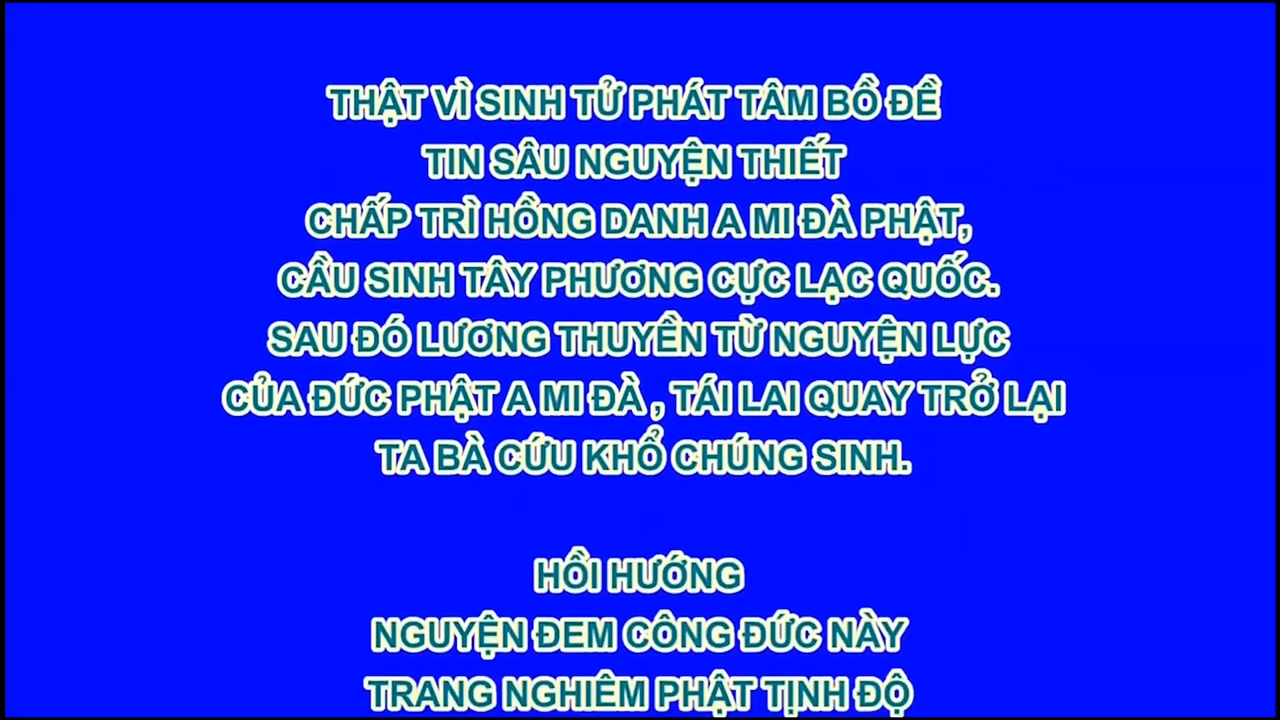 THẬT VÌ SINH TỬ PHÁT TÂM BỒ ĐỀ
TIN SÂU NGUYỆN THIẾT
CHẤP TRÌ HỒNG DANH A MI ĐÀ PHẬT,
CẦU SINH TÂY PHƯƠNG CỰC LẠC QUỐC.
SAU ĐÓ LƯƠNG THUYỀN TỪ NGUYỆN LỰC
CỦA ĐỨC PHẬT A MI ĐÀ , TÁI LAI QUAY TRỞ LẠI
TA BÀ CỨU KHỔ CHÚNG SINH.
HỒI HƯỚNG
NGUYỆN ĐEM CÔNG ĐỨC NÀY
TRANG NGHIÊM PHẬT TỊNH ĐỘ